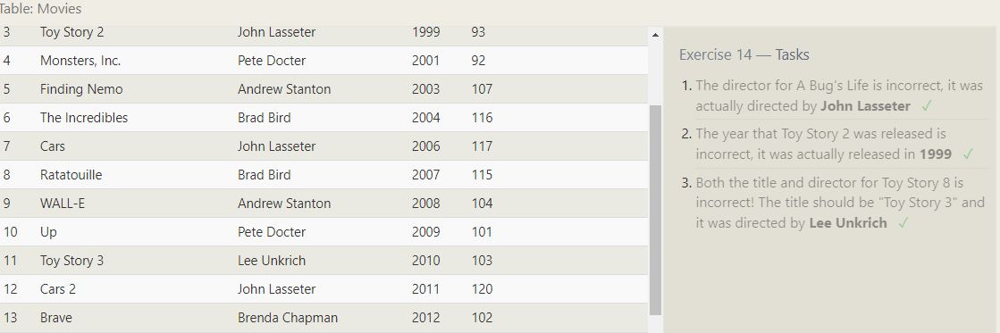 Table: Movies
3 Toy Story 2 John Lasseter 1999 93
4 Monsters, Inc. Pete Docter 2001 92
5 Finding Nemo Andrew Stanton 2003 107
6 The Incredibles Brad Bird 2004 116
7 Cars John Lasseter 2006 117
8 Ratatouille Brad Bird 2007 115
9 WALL-E Andrew Stanton 2008 104
10 Up Pete Docter 2009 101
11 Toy Story 3 Lee Unkrich 2010 103
12 Cars 2 John Lasseter 2011 120
13 Brave Brenda Chapman 2012 102
Exercise 14 — Tasks
1. The director for A Bug's Life is incorrect, it was
actually directed by John Lasseter ✓
2. The year that Toy Story 2 was released is
incorrect, it was actually released in 1999 ✓
3. Both the title and director for Toy Story 8 is
incorrect! The title should be "Toy Story 3" and
it was directed by Lee Unkrich ✓